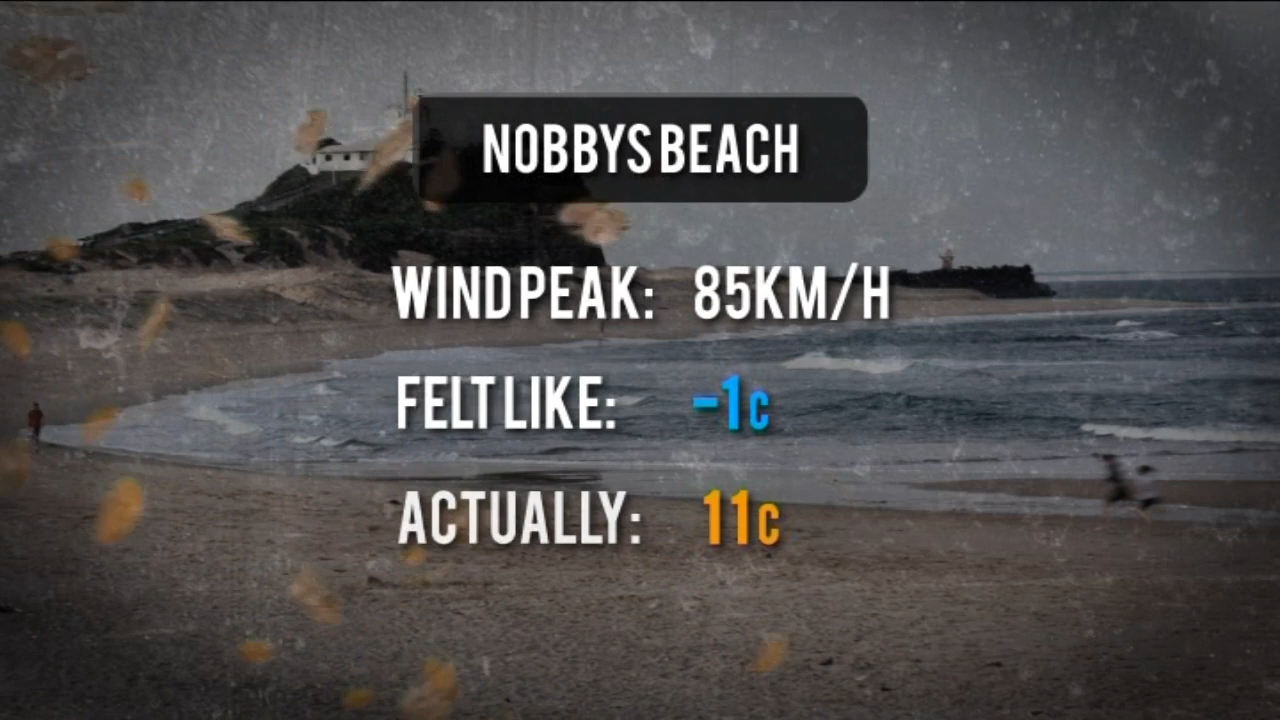 NOBBYS BEACH
WIND PEAK: 85KM/H
FELT LIKE: -1c
ACTUALLY: 11c